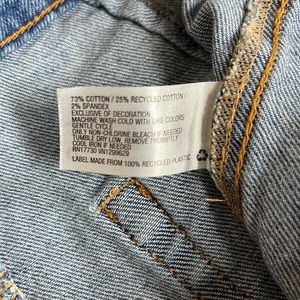 73% COTTON / 25% RECYCLED COTTON /
2% SPANDEX
EXCLUSIVE OF DECORATION
MACHINE WASH COLD WITH LIKE COLORS
GENTLE CYCLE
ONLY NON-CHLORINE BLEACH IF NEEDED
TUMBLE DRY LOW, REMOVE PROMPTLY
COOL IRON IF NEEDED
RN17730 VN1299629
LABEL MADE FROM 100% RECYCLED PLASTIC